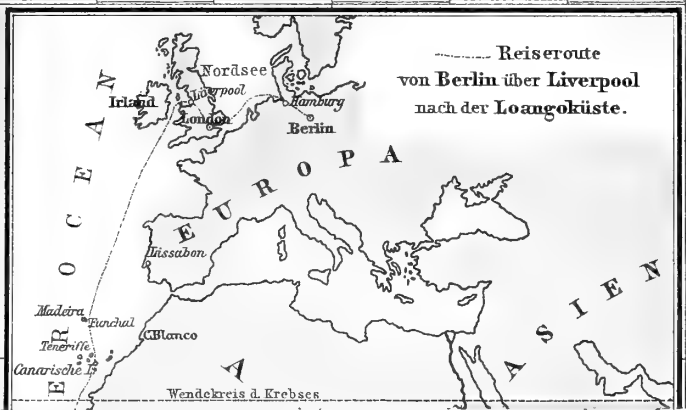 Reiseroute
von Berlin über Liverpool
nach der Loangoküste.
Nordsee
Irland
Liverpool
Hamburg
London
Berlin
EUROPA
ER OCEAN
Lissabon
ASIEN
Madeira
Funchal
C.Blanco
Teneriffe
Canarische I.
A
Wendekreis d. Krebses